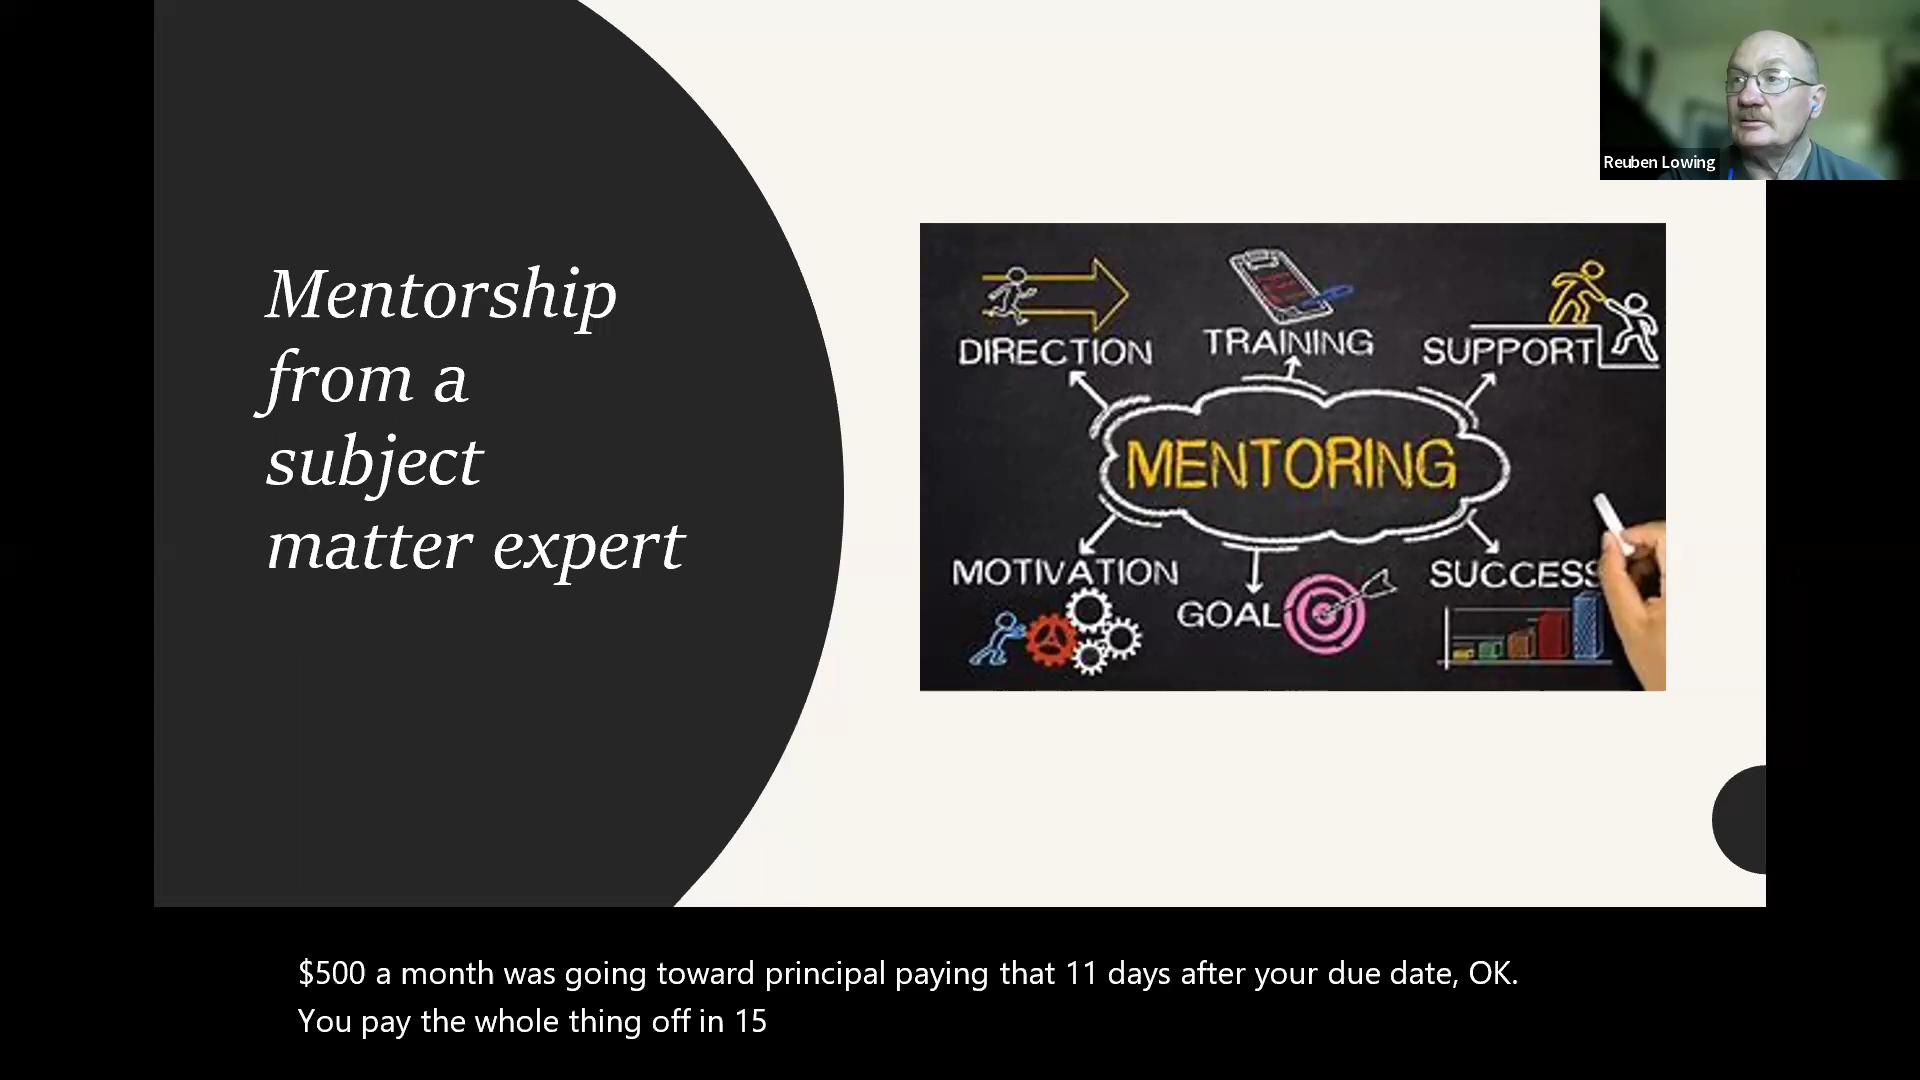 Mentorship
from a
subject
matter expert
Reuben Lowing
DIRECTION
TRAINING
SUPPORT
MENTORING
MOTIVATION
GOAL
SUCCESS
$500 a month was going toward principal paying that 11 days after your due date, OK.
You pay the whole thing off in 15